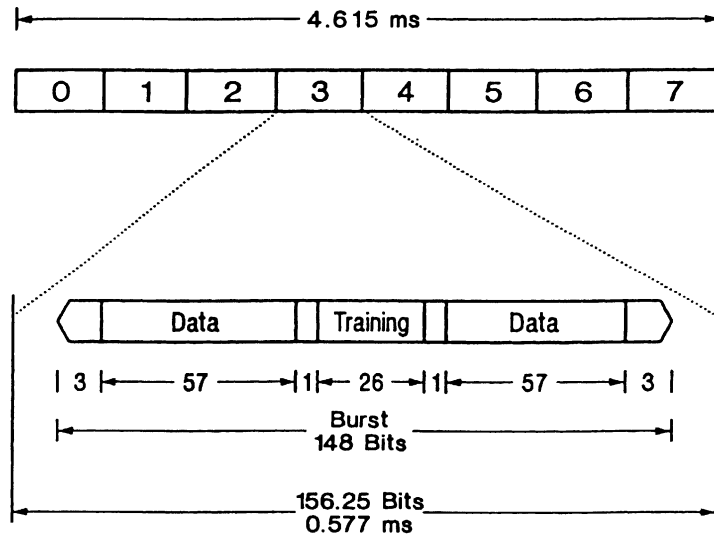 4.615 ms
0 1 2 3 4 5 6 7
Data Training Data
3 57 1 26 1 57 3
Burst
148 Bits
156.25 Bits
0.577 ms